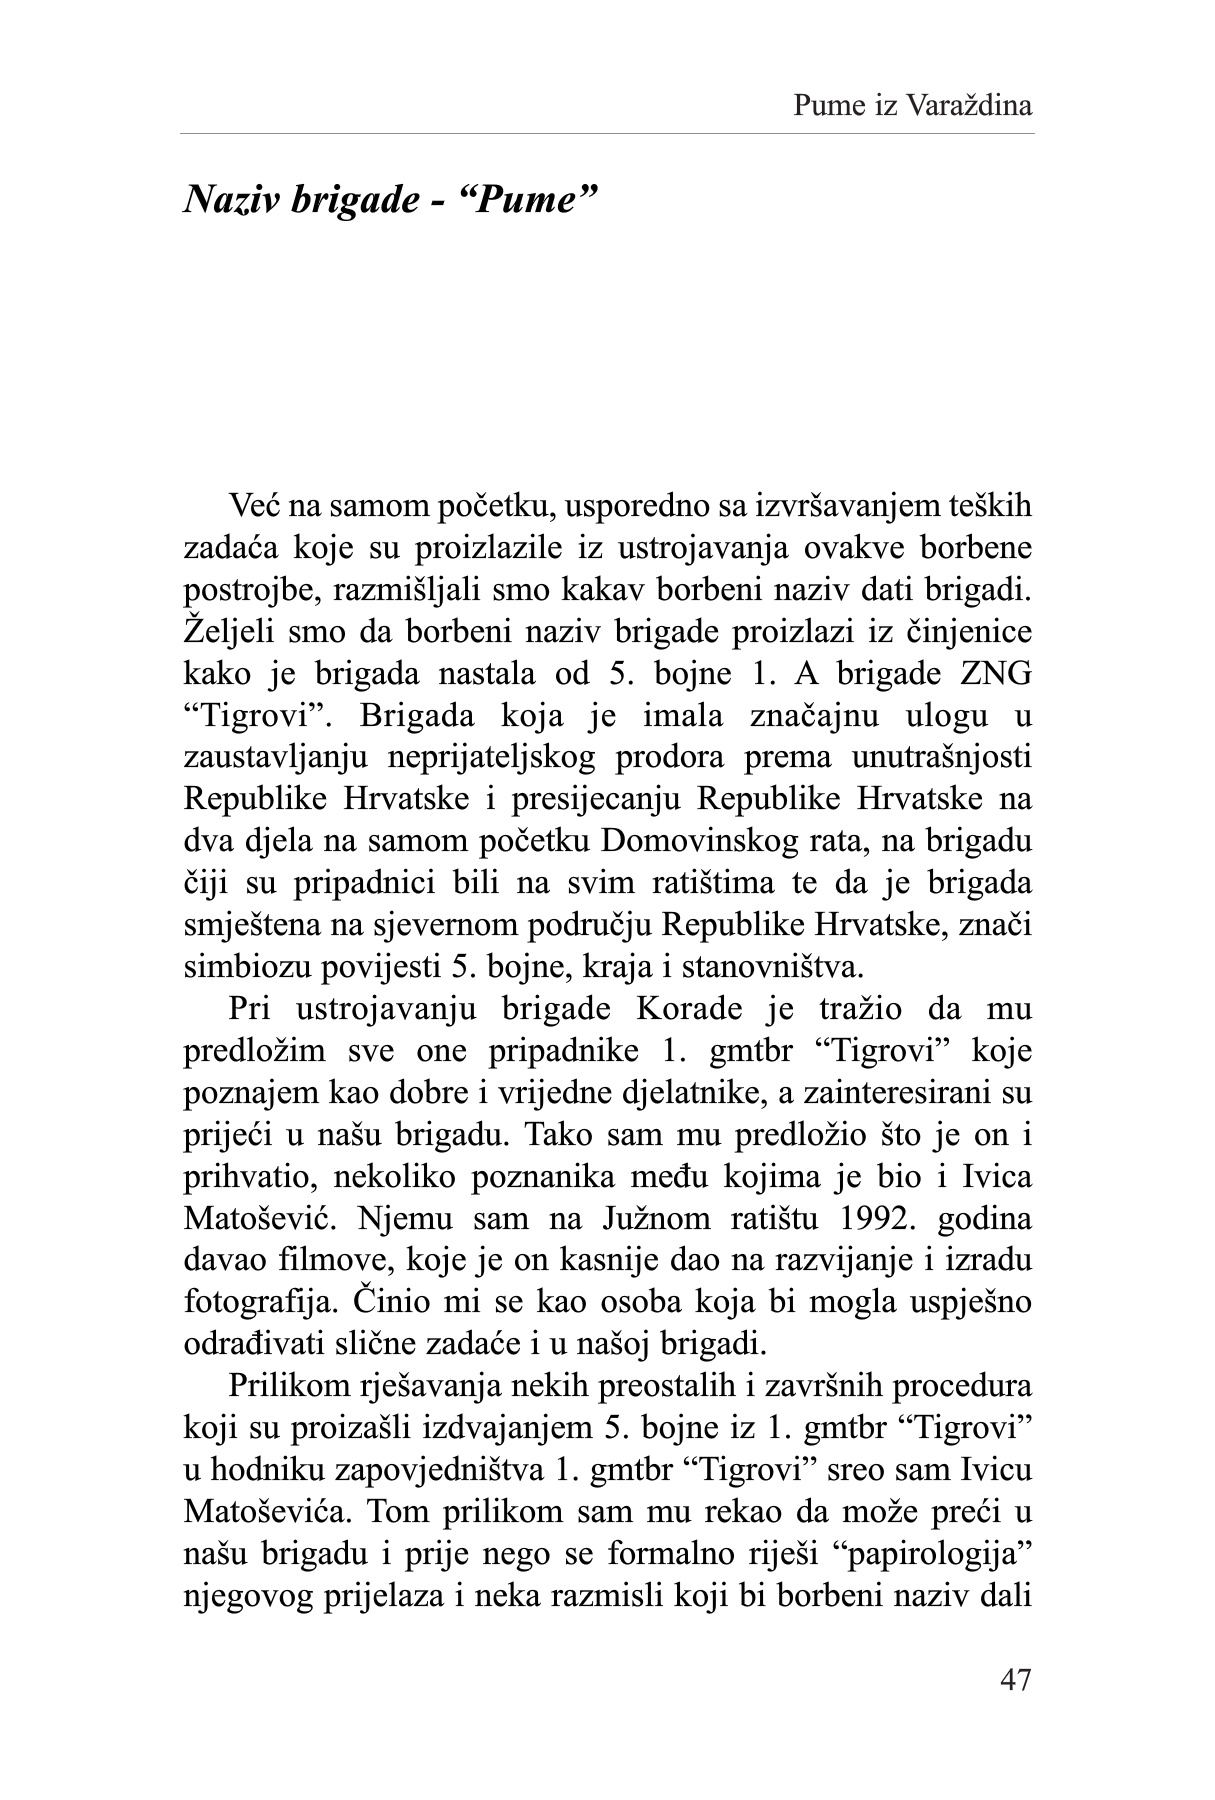 Pume iz Varaždina
Naziv brigade - “Pume”
Već na samom početku, usporedno sa izvršavanjem teških
zadaća koje su proizlazile iz ustrojavanja ovakve borbene
postrojbe, razmišljali smo kakav borbeni naziv dati brigadi.
Željeli smo da borbeni naziv brigade proizlazi iz činjenice
kako je brigada nastala od 5. bojne 1. A brigade ZNG
“Tigrovi”. Brigada koja je imala značajnu ulogu u
zaustavljanju neprijateljskog prodora prema unutrašnjosti
Republike Hrvatske i presijecanju Republike Hrvatske na
dva djela na samom početku Domovinskog rata, na brigadu
čiji su pripadnici bili na svim ratištima te da je brigada
smještena na sjevernom području Republike Hrvatske, znači
simbiozu povijesti 5. bojne, kraja i stanovništva.
Pri ustrojavanju brigade Korade je tražio da mu
predložim sve one pripadnike 1. gmtbr “Tigrovi” koje
poznajem kao dobre i vrijedne djelatnike, a zainteresirani su
prijeći u našu brigadu. Tako sam mu predložio što je on i
prihvatio, nekoliko poznanika među kojima je bio i Ivica
Matošević. Njemu sam na Južnom ratištu 1992. godina
davao filmove, koje je on kasnije dao na razvijanje i izradu
fotografija. Činio mi se kao osoba koja bi mogla uspješno
odrađivati slične zadaće i u našoj brigadi.
Prilikom rješavanja nekih preostalih i završnih procedura
koji su proizašli izdvajanjem 5. bojne iz 1. gmtbr “Tigrovi”
u hodniku zapovjedništva 1. gmtbr “Tigrovi” sreo sam Ivicu
Matoševića. Tom prilikom sam mu rekao da može preći u
našu brigadu i prije nego se formalno riješi “papirologija”
njegovog prijelaza i neka razmisli koji bi borbeni naziv dali
47